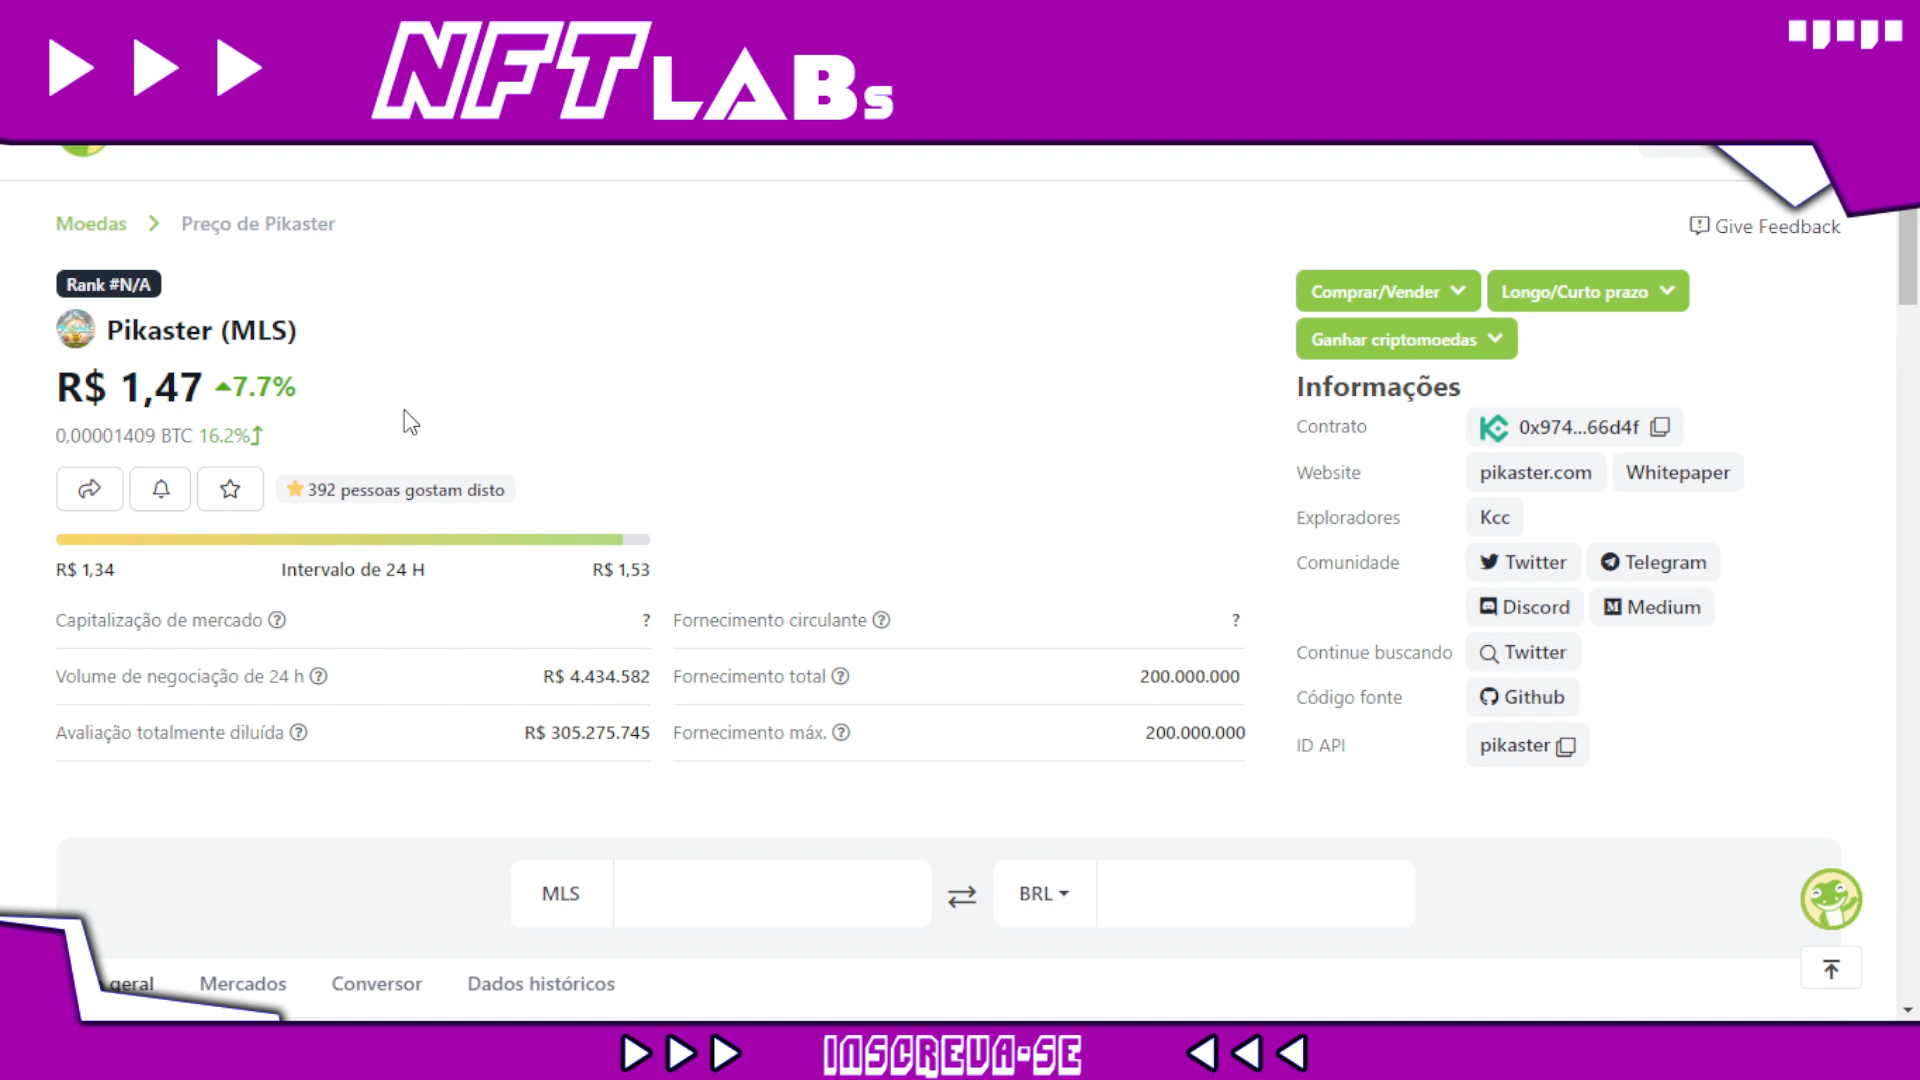 NFT LABs
Moedas Preço de Pikaster
Give Feedback
Rank #N/A
Pikaster (MLS)
R$ 1,47 7.7%
0,00001409 BTC 16.2%
392 pessoas gostam disto
R$ 1,34 Intervalo de 24 H R$ 1,53
Capitalização de mercado ?
Volume de negociação de 24 h R$ 4.434.582
Avaliação totalmente diluída R$ 305.275.745
Fornecimento circulante ?
Fornecimento total 200.000.000
Fornecimento máx. 200.000.000
Comprar/Vender Longo/Curto prazo
Ganhar criptomoedas
Informações
Contrato 0x974...66d4f
Website pikaster.com Whitepaper
Exploradores Kcc
Comunidade Twitter Telegram
Discord Medium
Continue buscando Twitter
Código fonte Github
ID API pikaster
MLS BRL
geral Mercados Conversor Dados históricos
INSCREVA-SE